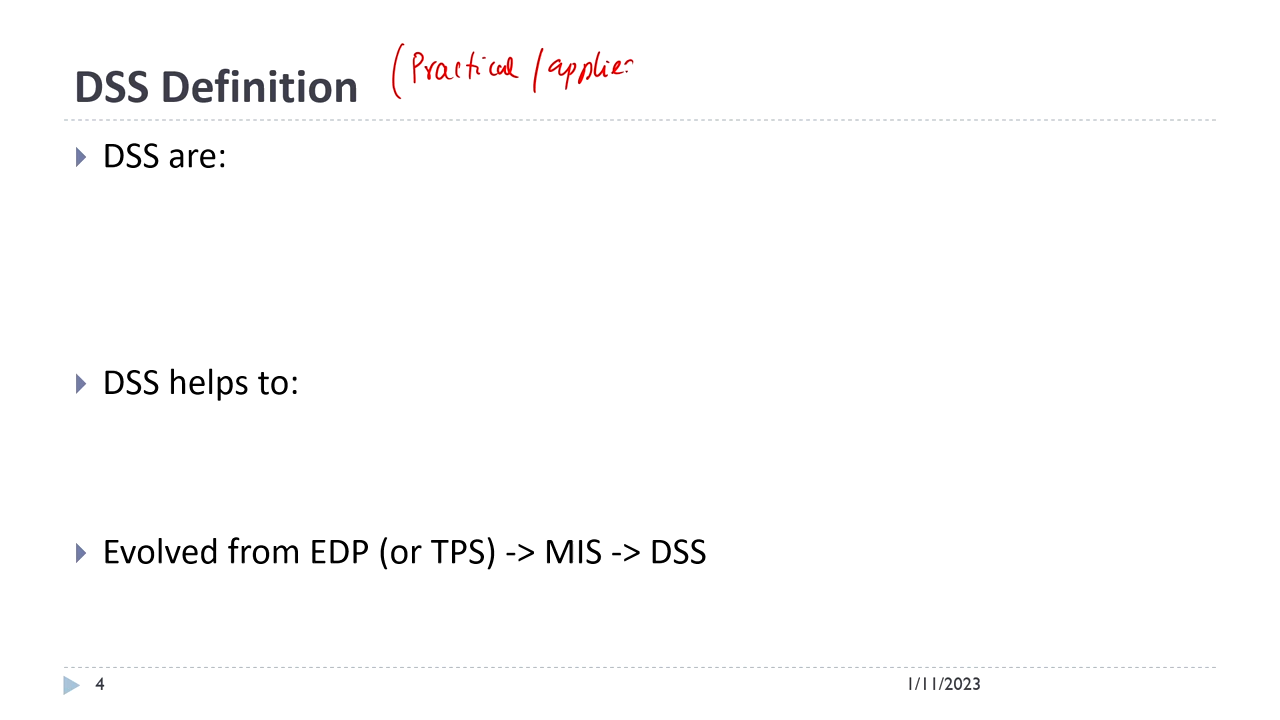 DSS Definition (Practical /
DSS are:
DSS helps to:
Evolved from EDP (or TPS) -> MIS -> DSS
4 1/11/2023